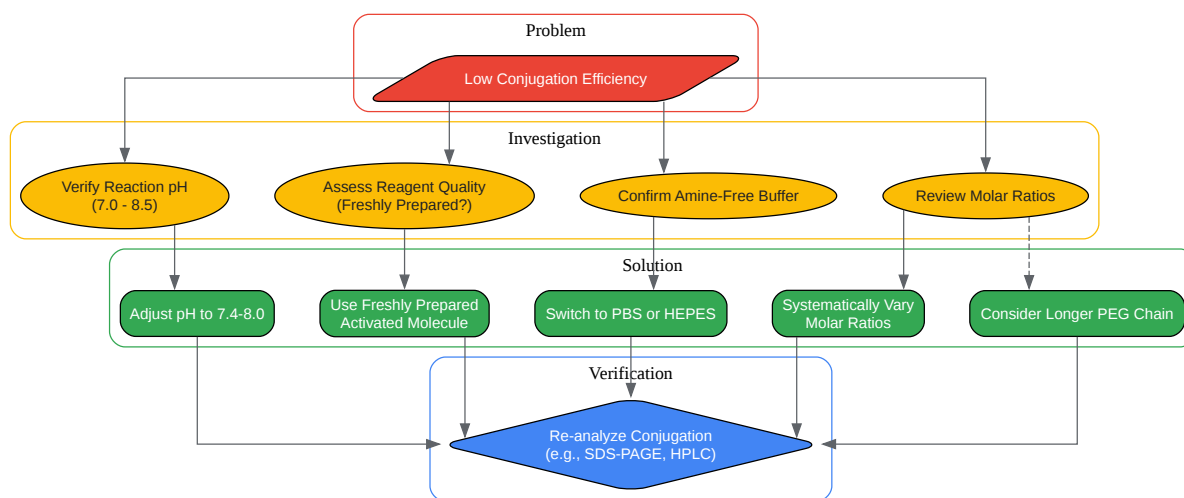 Problem
Low Conjugation Efficiency
Investigation
Verify Reaction pH
(7.0 - 8.5)
Assess Reagent Quality
(Freshly Prepared?)
Confirm Amine-Free Buffer
Review Molar Ratios
Solution
Adjust pH to 7.4-8.0
Use Freshly Prepared
Activated Molecule
Switch to PBS or HEPES
Systematically Vary
Molar Ratios
Consider Longer PEG Chain
Verification
Re-analyze Conjugation
(e.g., SDS-PAGE, HPLC)